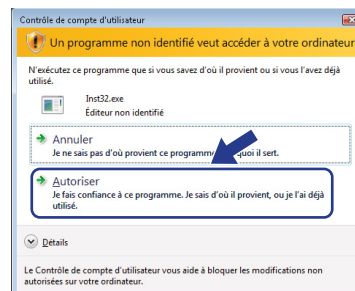 Contrôle de compte d'utilisateur
Un programme non identifié veut accéder à votre ordinateur
N'exécutez ce programme que si vous savez d'où il provient ou si vous l'avez déjà
utilisé.
Inst32.exe
Éditeur non identifié
Annuler
Je ne sais pas d'où provient ce programme quoi il sert.
Autoriser
Je fais confiance à ce programme. Je sais d'où il provient, ou je l'ai déjà
utilisé.
Détails
Le Contrôle de compte d'utilisateur vous aide à bloquer les modifications non
autorisées sur votre ordinateur.